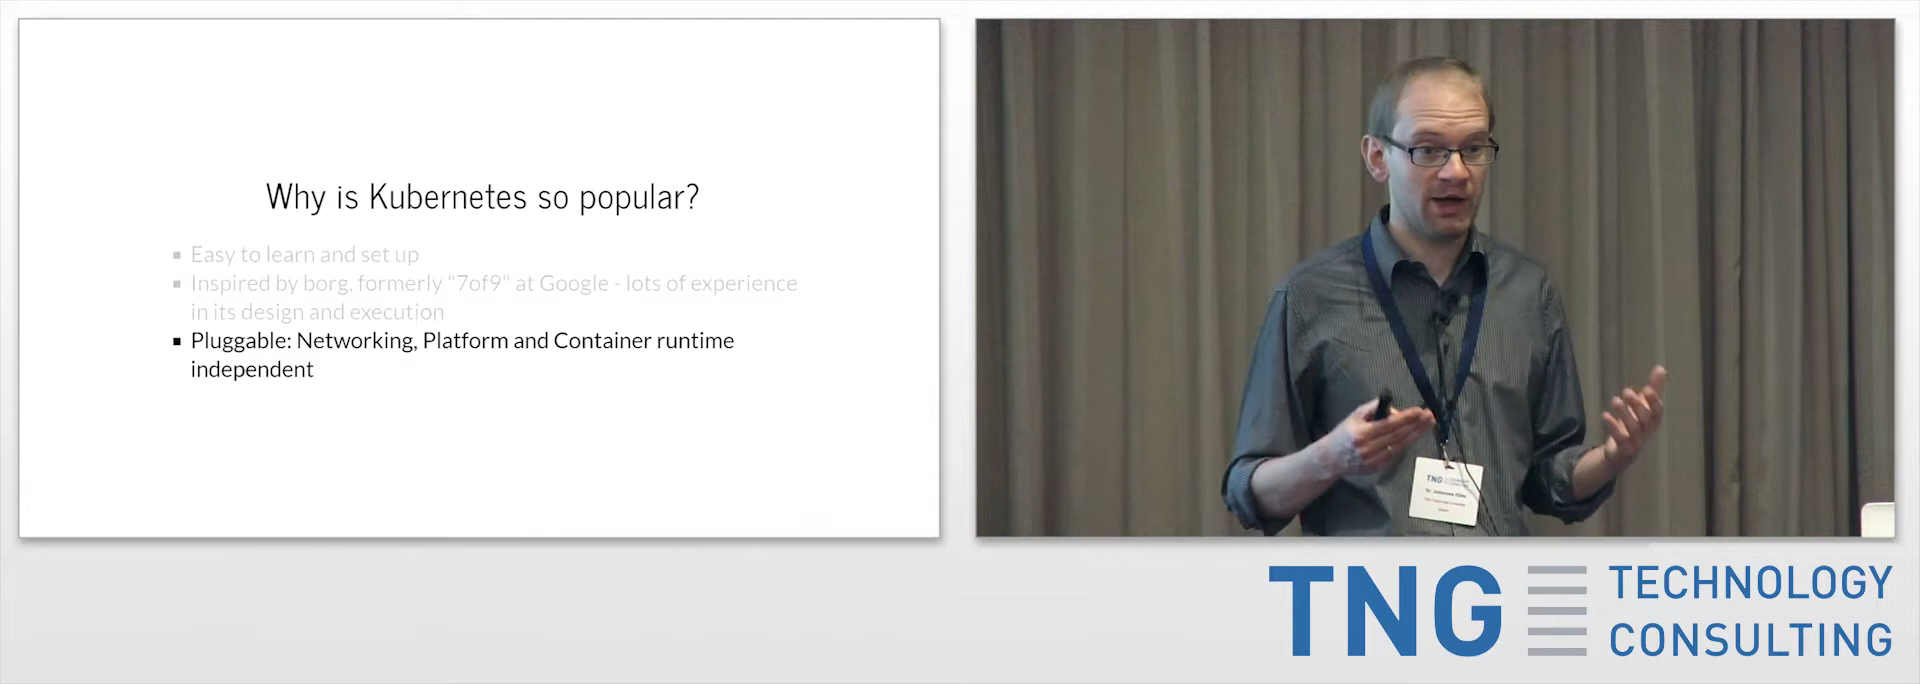 Why is Kubernetes so popular?
Easy to learn and set up
Inspired by borg, formerly "7of9" at Google - lots of experience
in its design and execution
Pluggable: Networking, Platform and Container runtime
independent
TNG
TNG TECHNOLOGY
CONSULTING